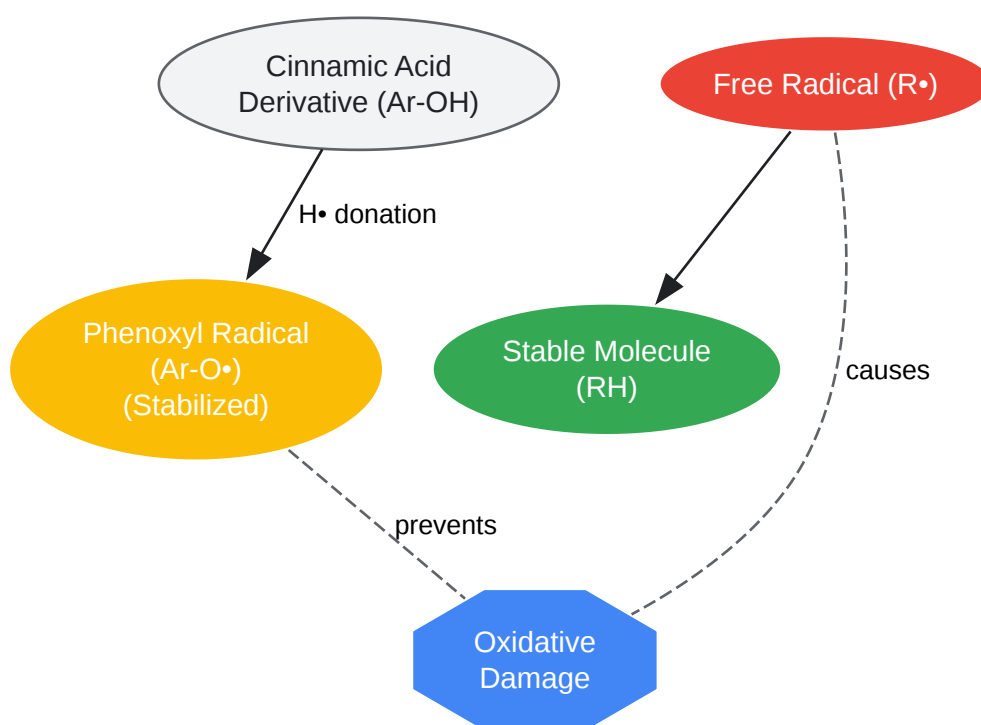 Cinnamic Acid
Derivative (Ar-OH)
Free Radical (R•)
H• donation
Phenoxyl Radical
(Ar-O•)
(Stabilized)
Stable Molecule
(RH)
causes
prevents
Oxidative
Damage